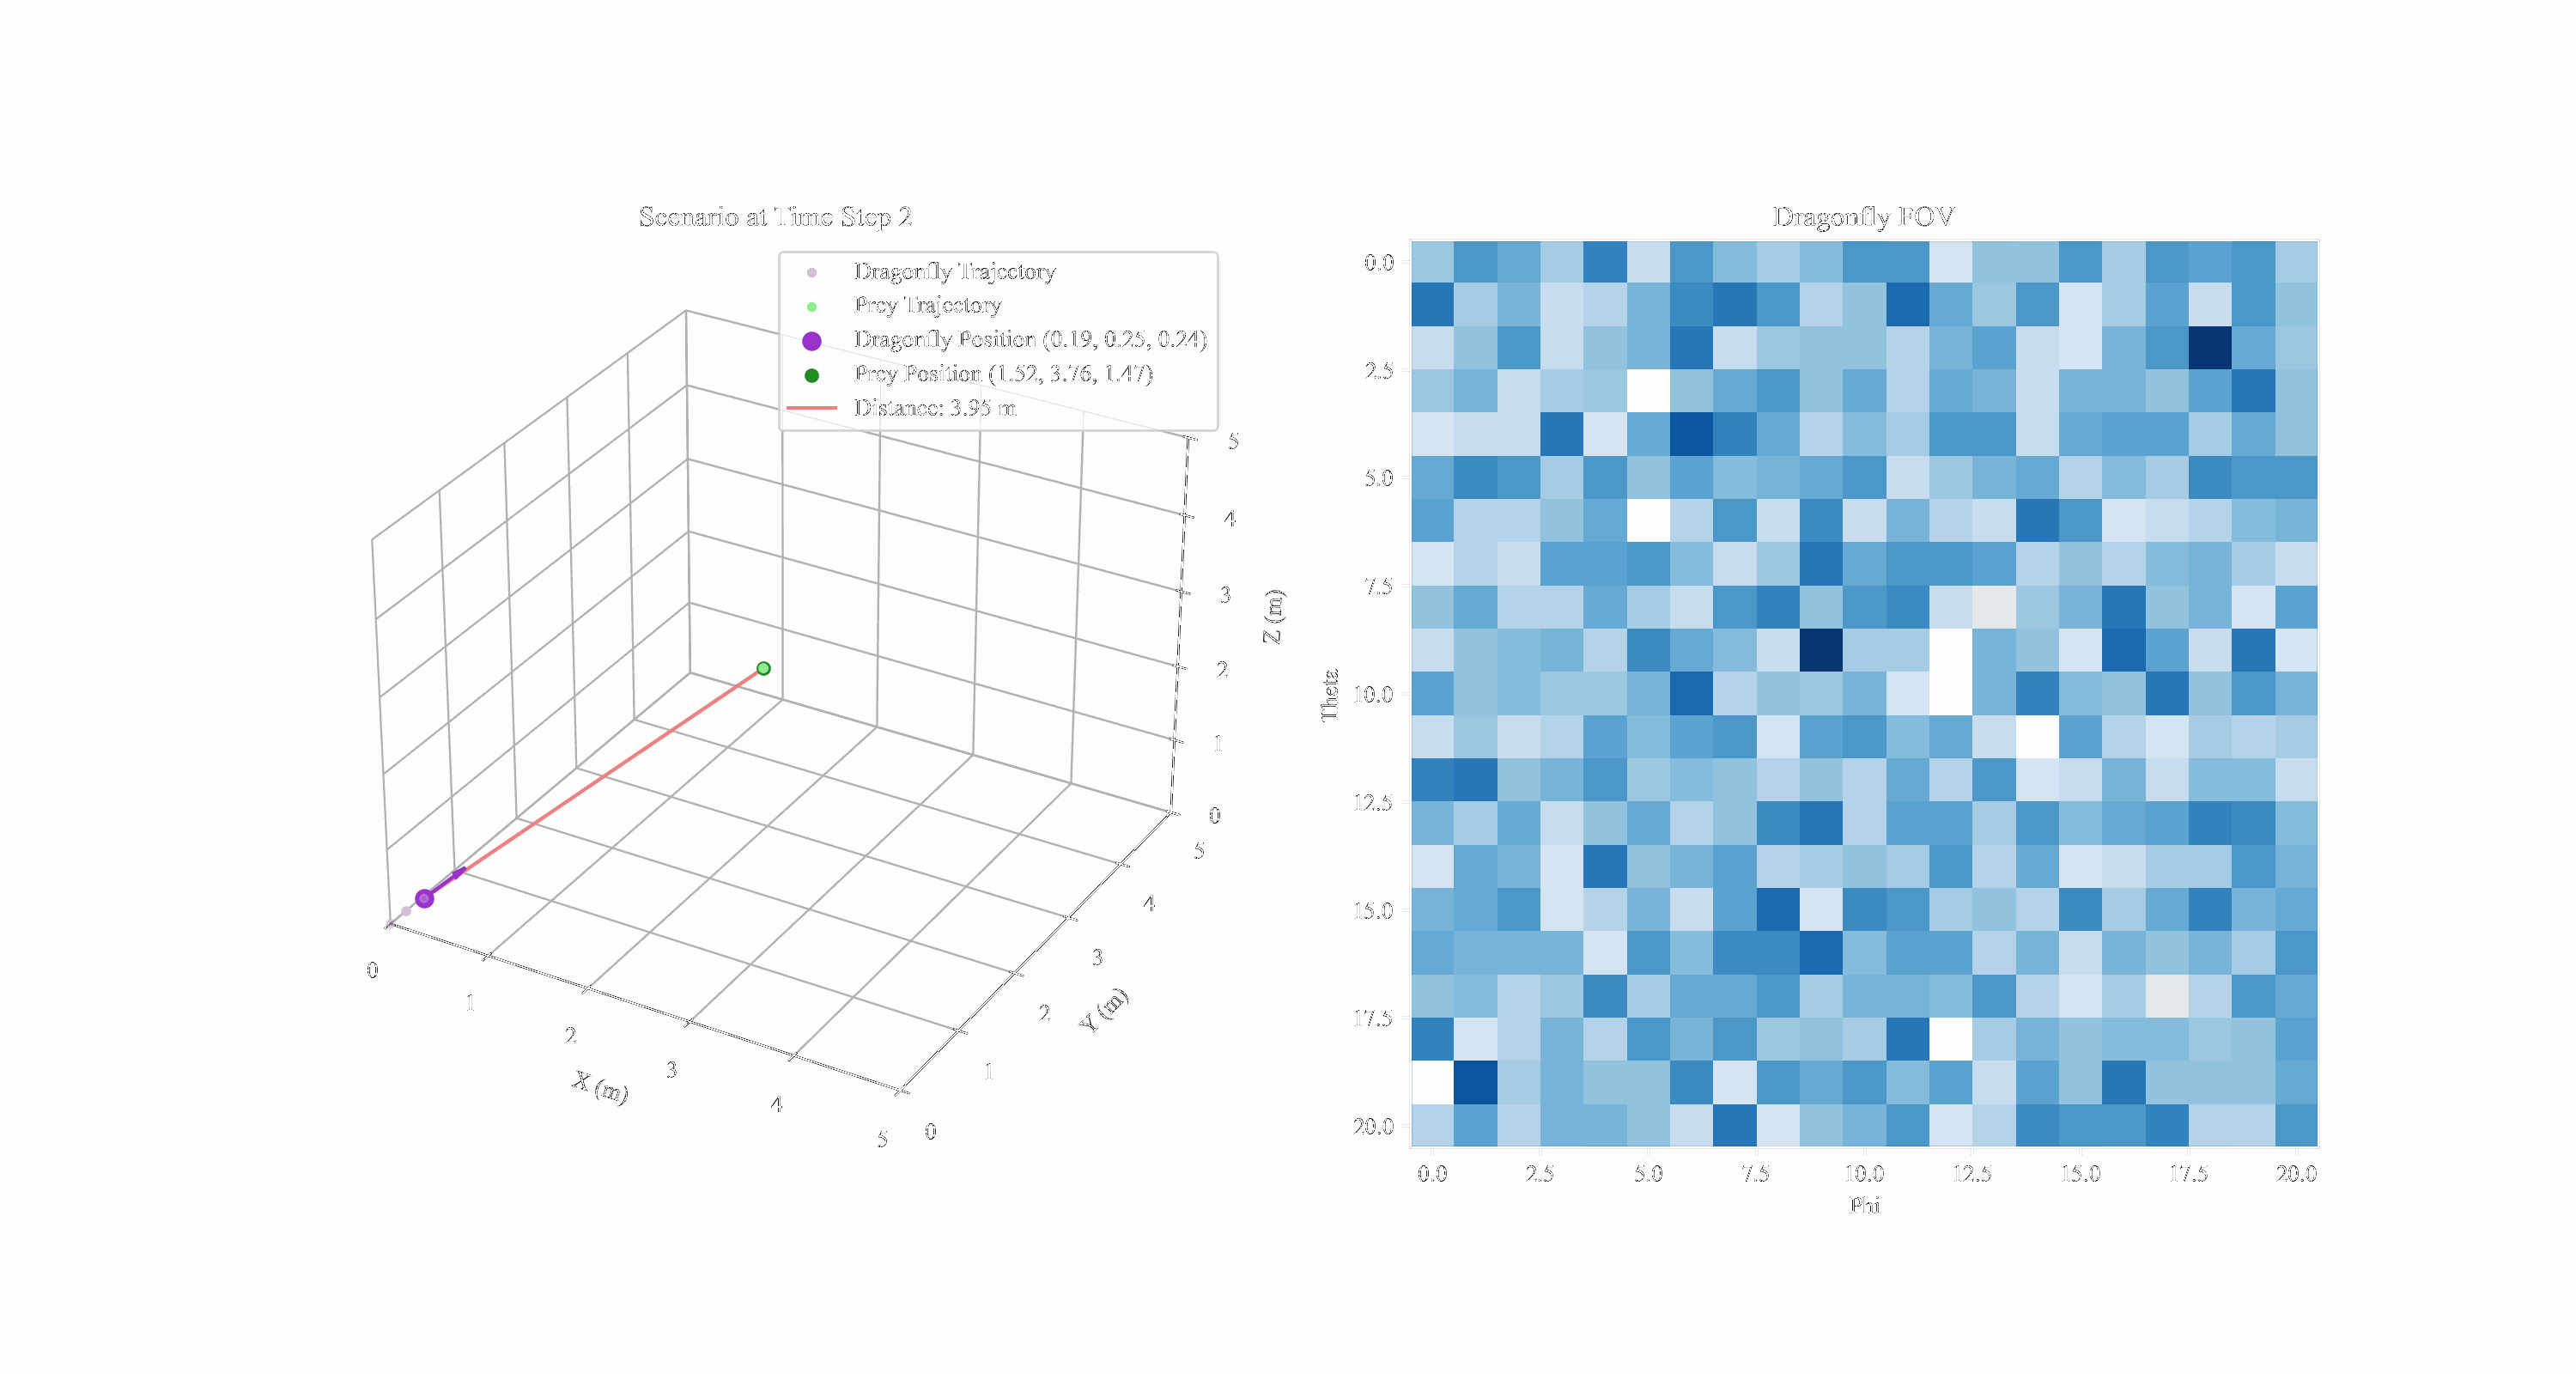 Scenario at Time Step 2
Dragonfly Trajectory
Prey Trajectory
Dragonfly Position (0.19, 0.25, 0.24)
Prey Position (1.52, 3.76, 1.47)
Distance: 3.95 m
5
4
3
2
1
0
Z (m)
5
4
3
2
1
0
Y (m)
0
1
2
3
4
5
X (m)
Dragonfly FOV
0.0
2.5
5.0
7.5
10.0
12.5
15.0
17.5
20.0
Theta
0.0 2.5 5.0 7.5 10.0 12.5 15.0 17.5 20.0
Phi